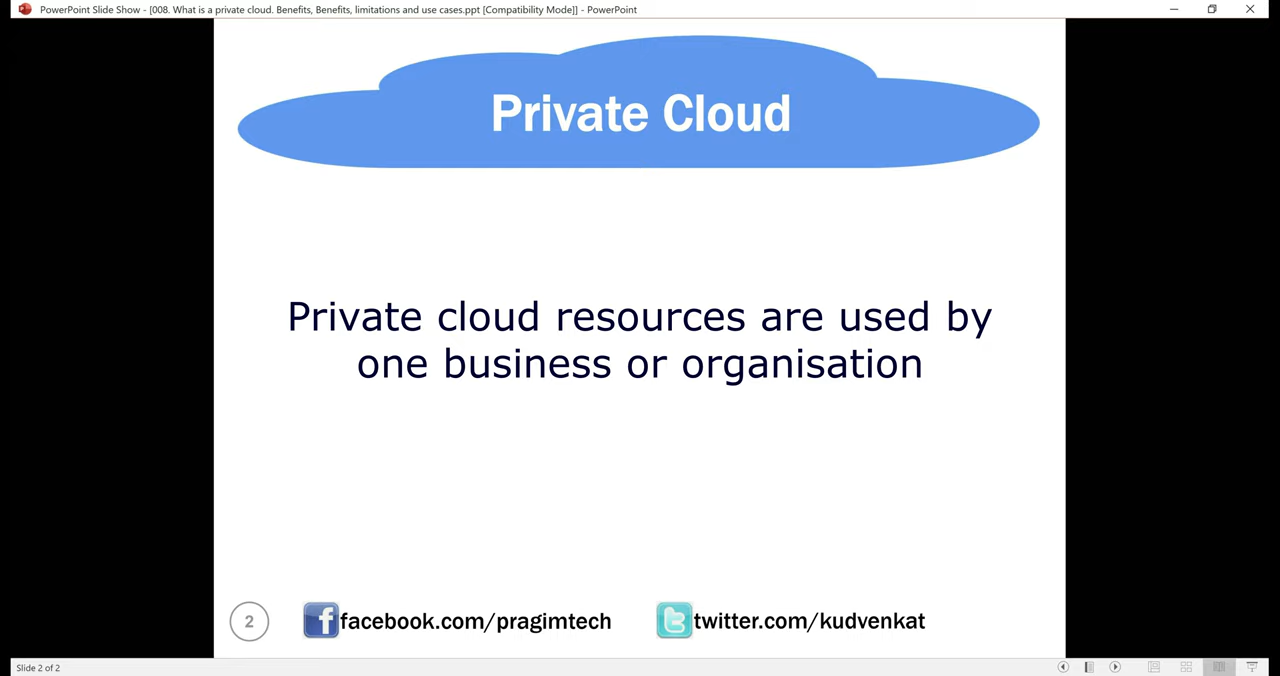 PowerPoint Slide Show - [008. What is a private cloud. Benefits, Benefits, limitations and use cases.ppt [Compatibility Mode]] - PowerPoint
Private Cloud
Private cloud resources are used by
one business or organisation
2
facebook.com/pragimtech
twitter.com/kudvenkat
Slide 2 of 2